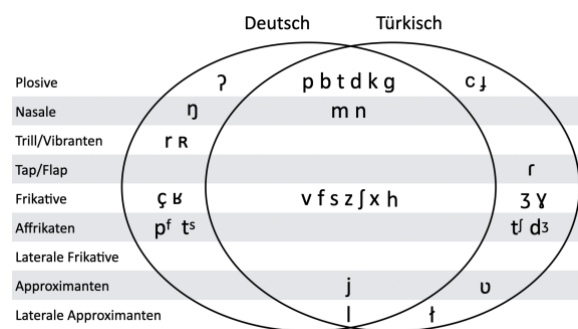 Deutsch Türkisch
Plosive ʔ p b t d k g c ɟ
Nasale ŋ m n
Trill/Vibranten r ʀ
Tap/Flap ɾ
Frikative ç ʁ v f s z ʃ x h ʒ ɣ
Affrikaten pᶠ tˢ tᶴ dᶾ
Laterale Frikative
Approximanten j ʋ
Laterale Approximanten l ɫ